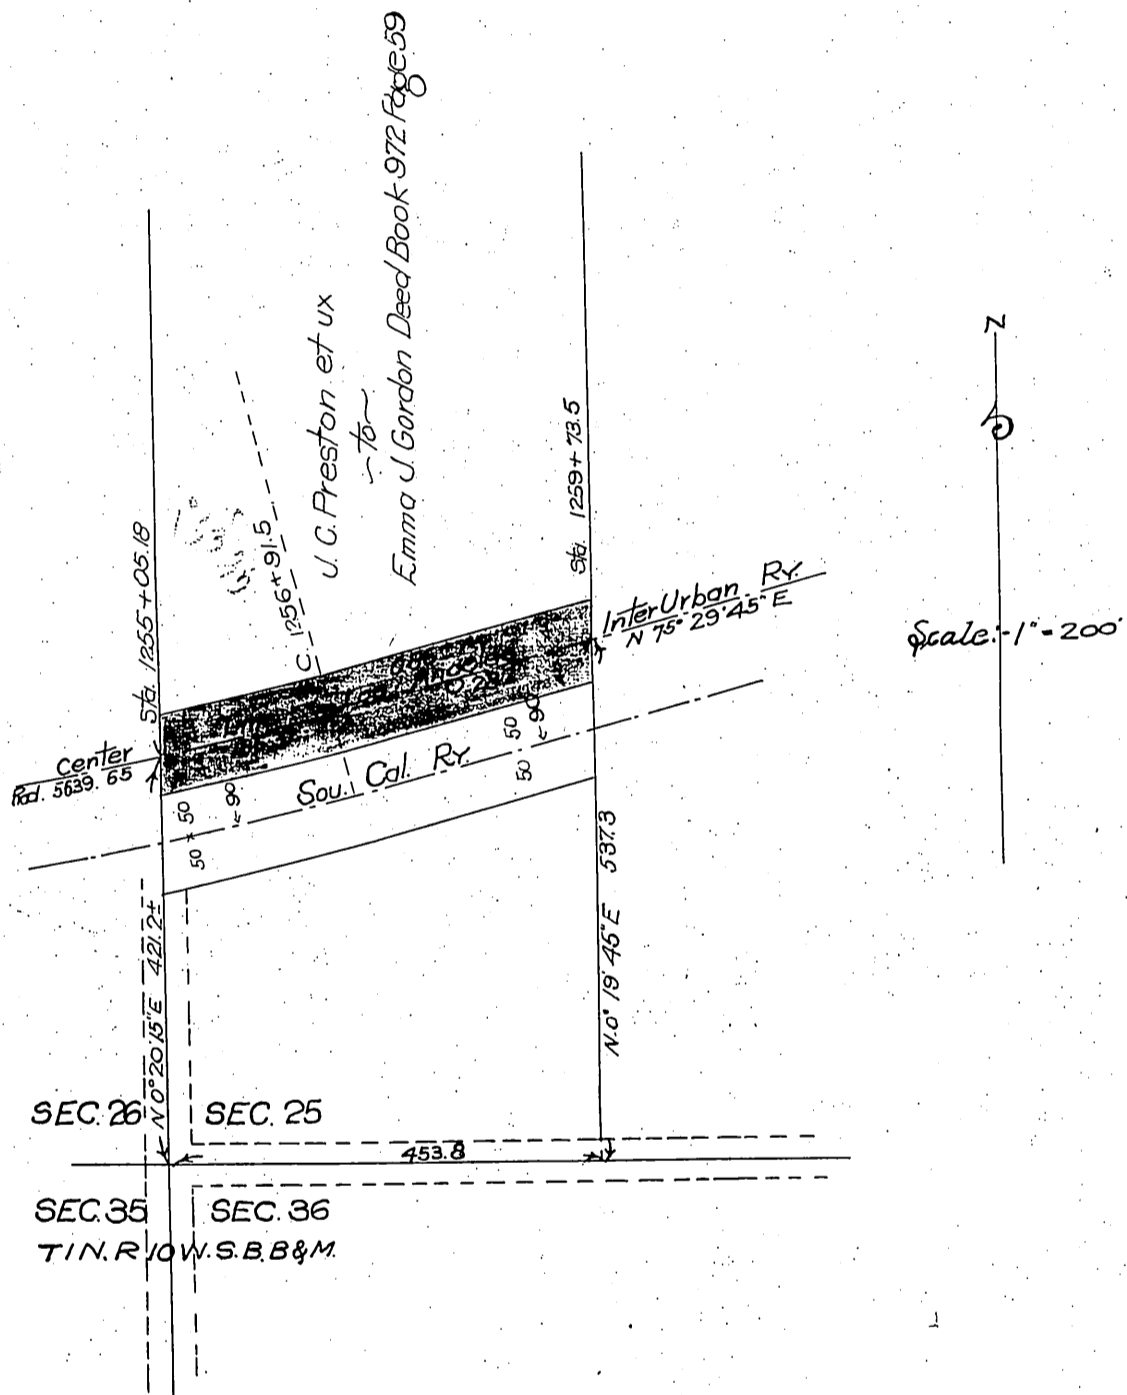 J. C. Preston et ux
~to~
Emma J. Gordon Deed Book 972 Page 59
Sta. 1255+05.18
C. 1256+91.5
Sta. 1259+73.5
Inter Urban Ry.
N 75° 29' 45" E
N
Scale:-1"=200'
Center
Rad. 5639.65
Los Angeles
Sou. Cal. Ry.
50 50
90
50
50
90
N 0° 20' 15" E 421.2±
N. 0° 19' 45" E 537.3
SEC. 26
SEC. 25
453.8
SEC. 35
SEC. 36
T1N. R10W. S.B.B&M.